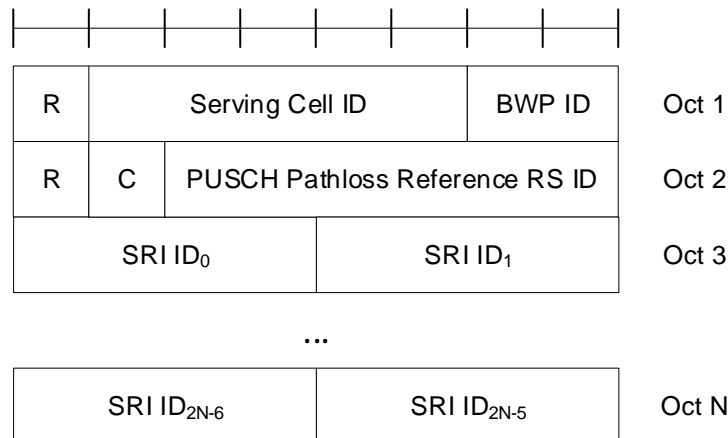 R Serving Cell ID BWP ID Oct 1
R C PUSCH Pathloss Reference RS ID Oct 2
SRI ID₀ SRI ID₁ Oct 3
...
SRI ID₂N₋₆ SRI ID₂N₋₅ Oct N